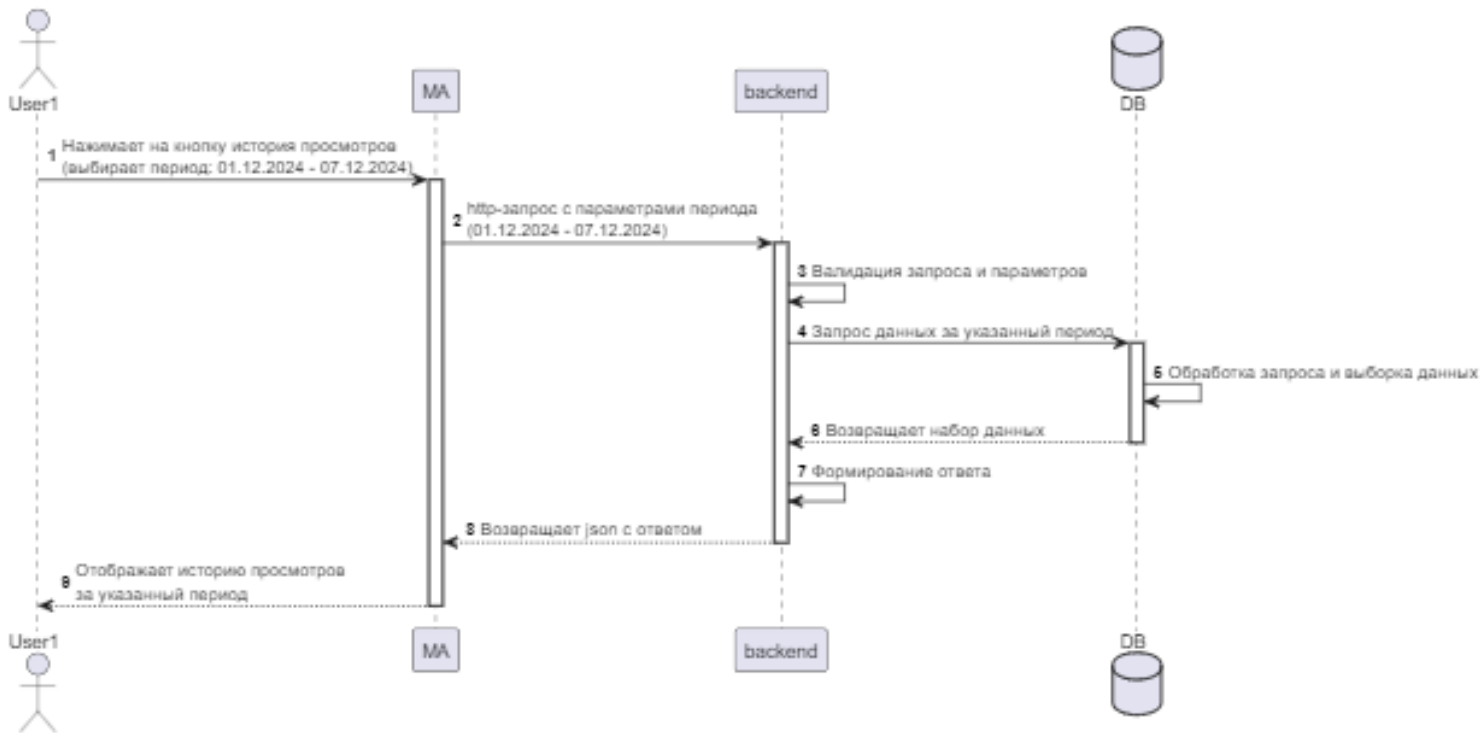 User1
MA
backend
DB
1 Нажимает на кнопку история просмотров
(выбирает период: 01.12.2024 - 07.12.2024)
2 http-запрос с параметрами периода
(01.12.2024 - 07.12.2024)
3 Валидация запроса и параметров
4 Запрос данных за указанный период
5 Обработка запроса и выборка данных
6 Возвращает набор данных
7 Формирование ответа
8 Возвращает json с ответом
9 Отображает историю просмотров
за указанный период
User1
MA
backend
DB